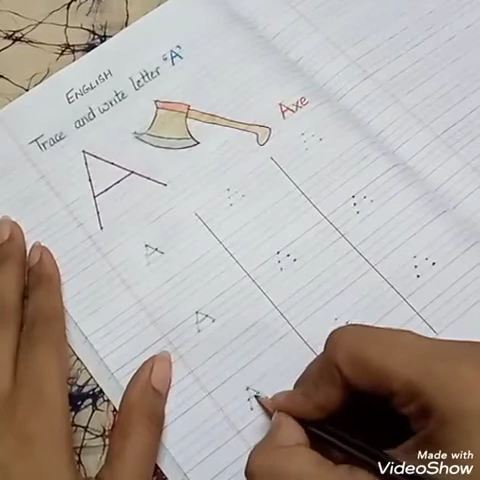 ENGLISH
Trace and write letter "A"
Axe
A
A
A
Made with
VideoShow